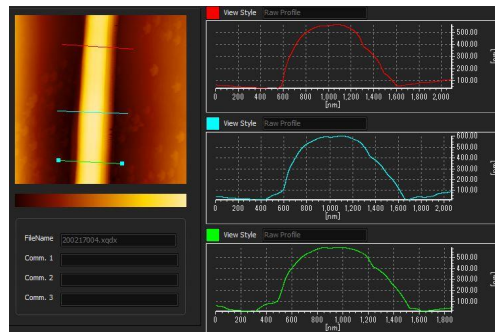 View Style Raw Profile
500.00
400.00
300.00
200.00
100.00
0 200 400 600 800 1,000 1,200 1,400 1,600 1,800 2,000
[nm]
View Style Raw Profile
600.00
500.00
400.00
300.00
200.00
100.00
0 200 400 600 800 1,000 1,200 1,400 1,600 1,800 2,000
[nm]
FileName 200217004.xqdx
Comm. 1
Comm. 2
Comm. 3
View Style Raw Profile
500.00
400.00
300.00
200.00
100.00
0 200 400 600 800 1,000 1,200 1,400 1,600 1,800
[nm]